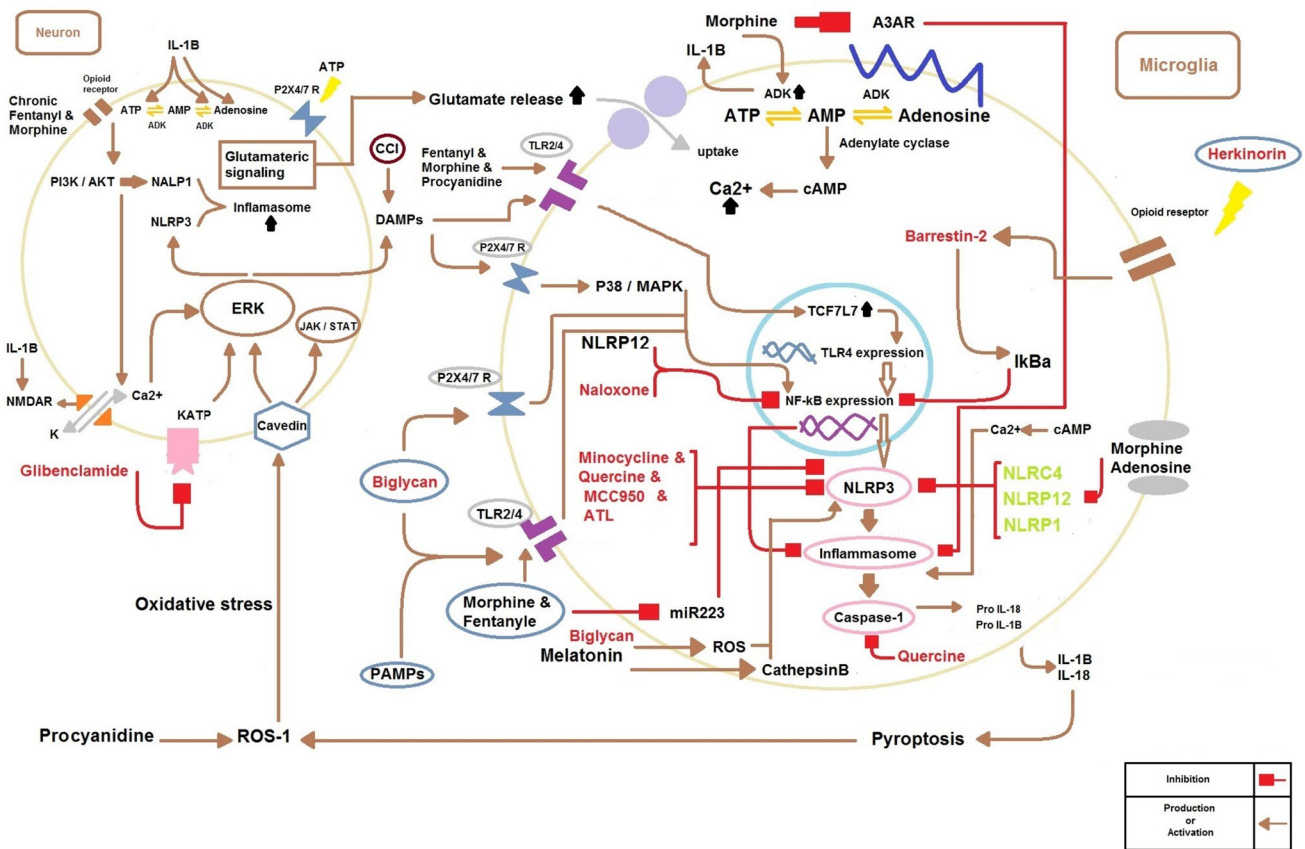 Neuron
IL-1B
Opioid
receptor
ATP
AMP
Adenosine
ADK
ADK
P2X4/7 R
ATP
Chronic
Fentanyl &
Morphine
Glutamateric
signaling
PI3K / AKT
NALP1
NLRP3
Inflamasome
ERK
JAK / STAT
IL-1B
NMDAR
Ca2+
K
KATP
Cavedin
Glibenclamide
Oxidative stress
Procyanidine
ROS-1
Glutamate release
uptake
CCI
DAMPs
Fentanyl &
Morphine &
Procyanidine
TLR2/4
P2X4/7 R
P38 / MAPK
P2X4/7 R
Biglycan
TLR2/4
PAMPs
Morphine &
Fentanyle
miR223
Biglycan
Melatonin
ROS
CathepsinB
Morphine
A3AR
IL-1B
ADK
ADK
ATP
AMP
Adenosine
Adenylate cyclase
Ca2+
cAMP
Microglia
Herkinorin
Opioid reseptor
Barrestin-2
IkBa
TCF7L7
TLR4 expression
NF-kB expression
NLRP12
Naloxone
Minocycline &
Quercine &
MCC950 &
ATL
NLRP3
Inflammasome
Caspase-1
Pro IL-18
Pro IL-1B
Quercine
Ca2+
cAMP
NLRC4
NLRP12
NLRP1
Morphine
Adenosine
IL-1B
IL-18
Pyroptosis
Inhibition
Production
or
Activation